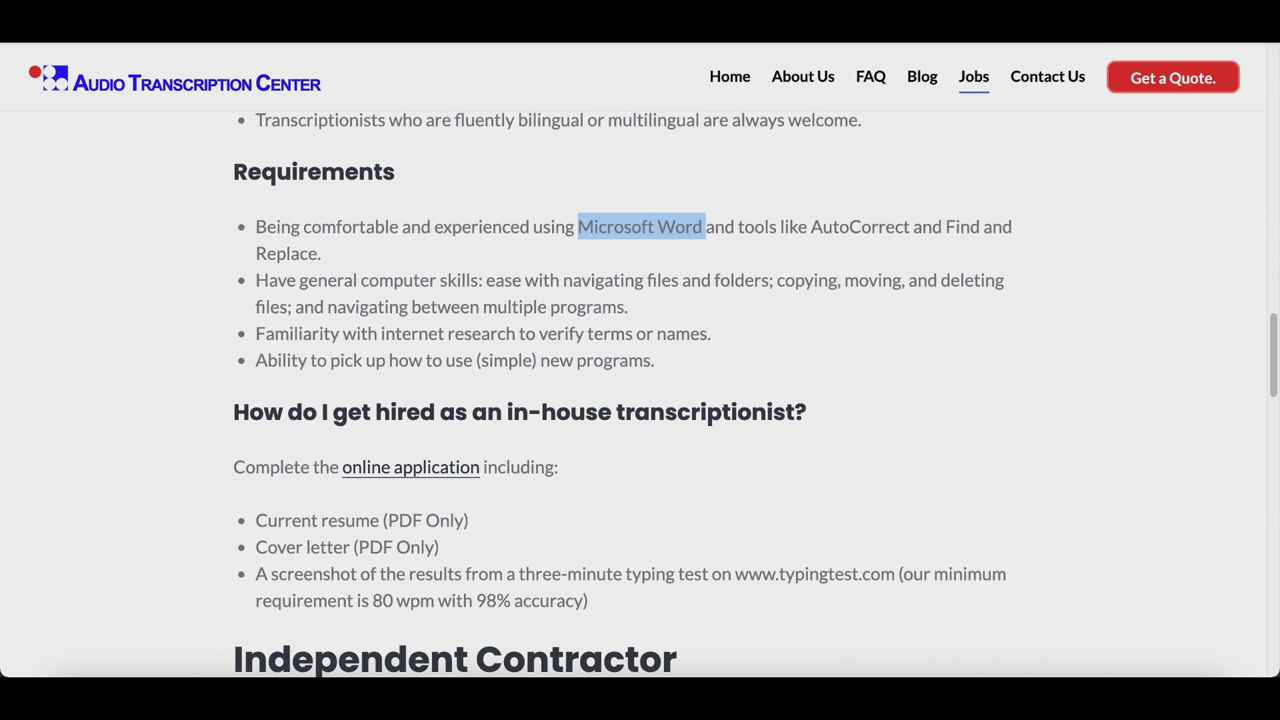 AUDIO TRANSCRIPTION CENTER
Home About Us FAQ Blog Jobs Contact Us Get a Quote.
• Transcriptionists who are fluently bilingual or multilingual are always welcome.
Requirements
• Being comfortable and experienced using Microsoft Word and tools like AutoCorrect and Find and
Replace.
• Have general computer skills: ease with navigating files and folders; copying, moving, and deleting
files; and navigating between multiple programs.
• Familiarity with internet research to verify terms or names.
• Ability to pick up how to use (simple) new programs.
How do I get hired as an in-house transcriptionist?
Complete the online application including:
• Current resume (PDF Only)
• Cover letter (PDF Only)
• A screenshot of the results from a three-minute typing test on www.typingtest.com (our minimum
requirement is 80 wpm with 98% accuracy)
Independent Contractor